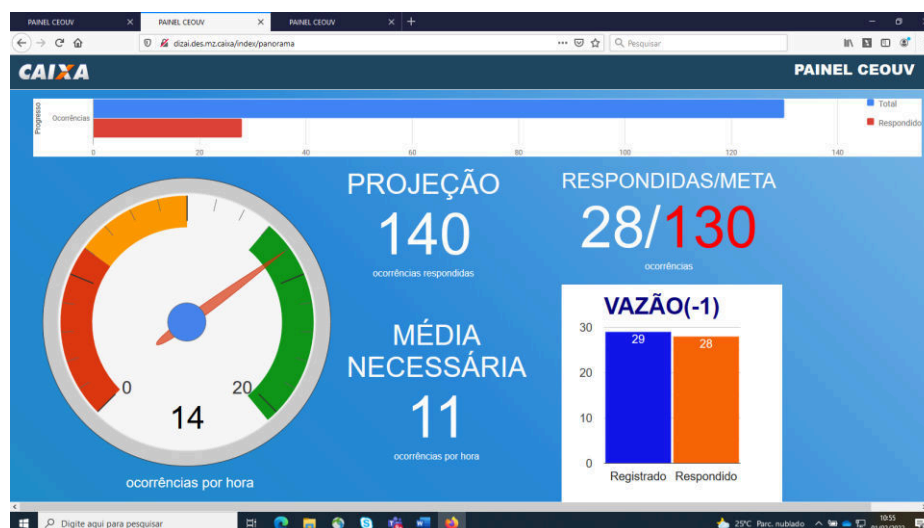 PAINEL CEOUV
PAINEL CEOUV
PAINEL CEOUV
dizai.des.mz.caixa/index/panorama
Pesquisar
CAIXA
PAINEL CEOUV
Progresso
Ocorrências
0 20 40 60 80 100 120 140
Total
Respondido
0
20
14
ocorrências por hora
PROJEÇÃO
140
ocorrências respondidas
MÉDIA
NECESSÁRIA
11
ocorrências por hora
RESPONDIDAS/META
28/130
ocorrências
VAZÃO(-1)
30
20
10
0
29
28
Registrado Respondido
Digite aqui para pesquisar
25°C Parc. nublado
10:55